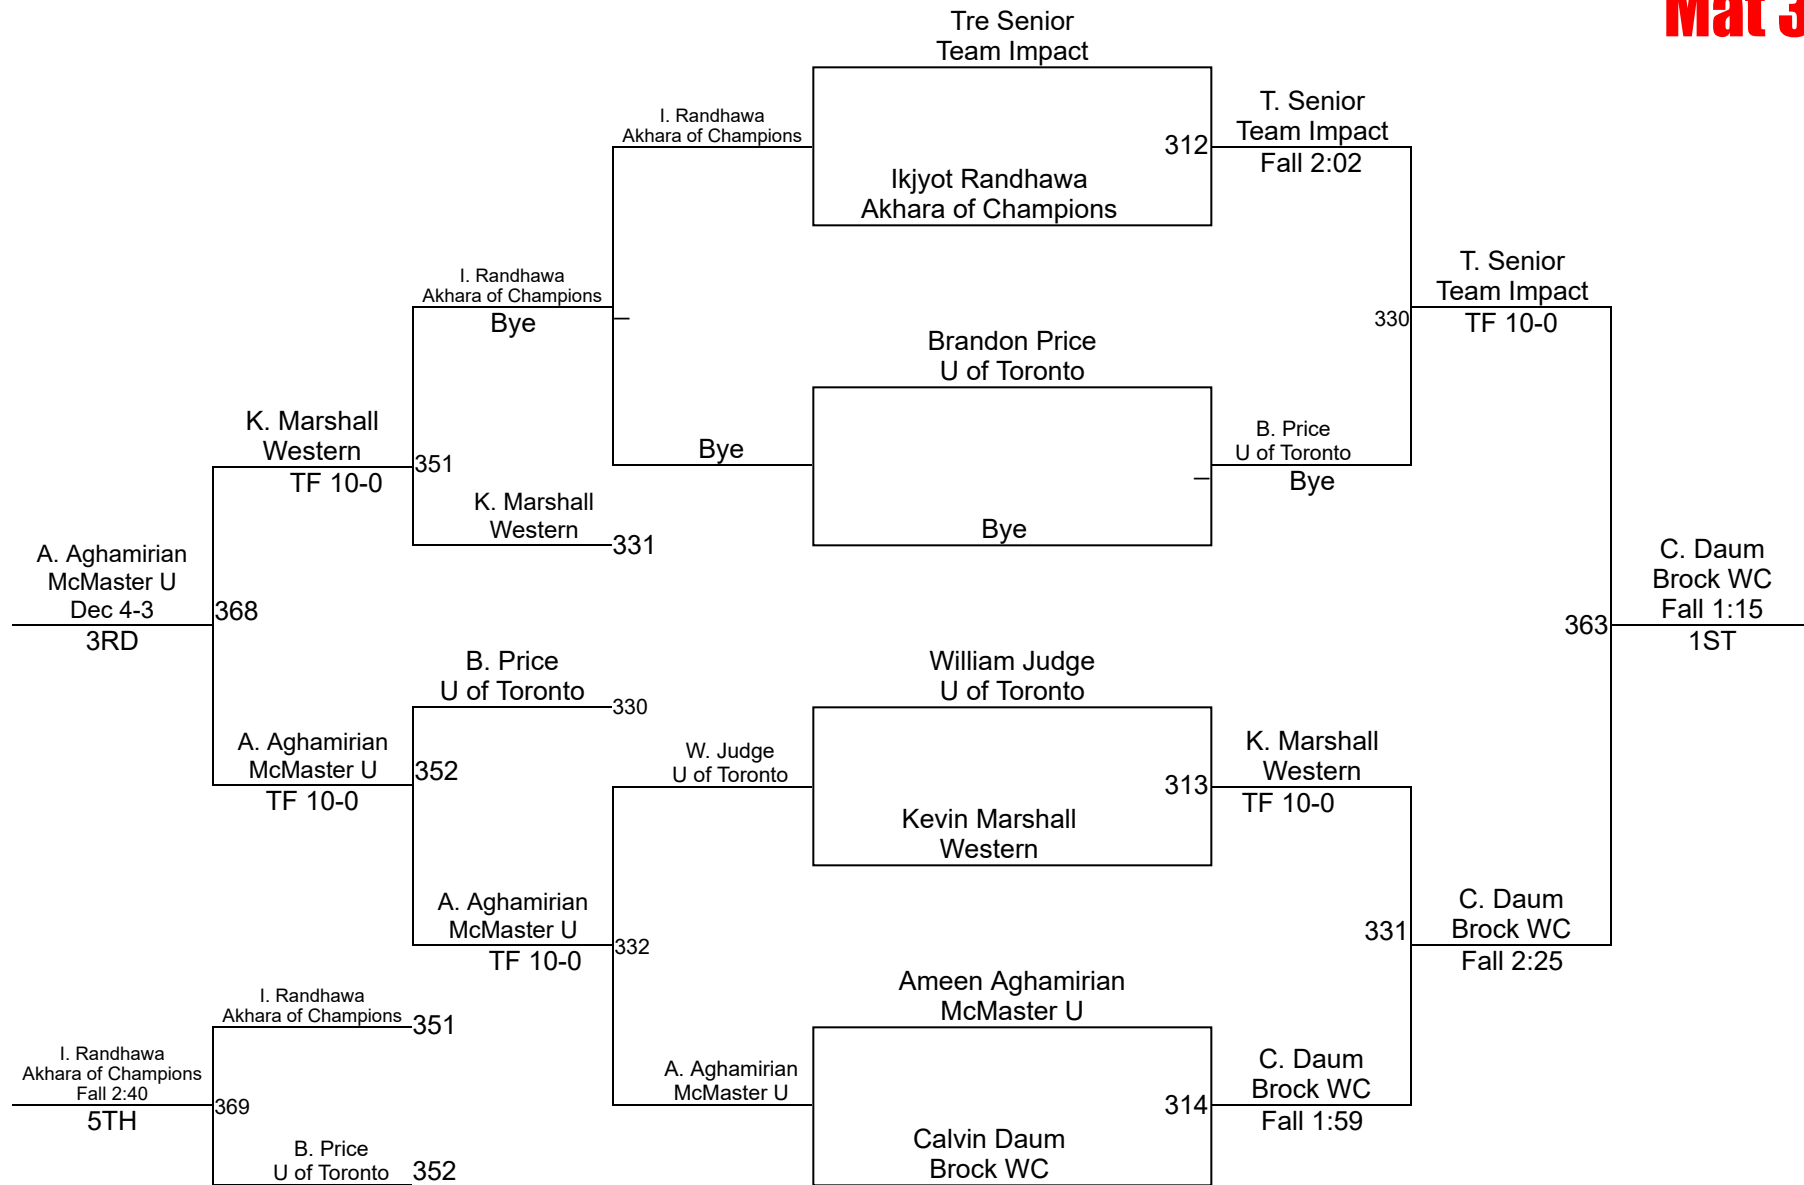 Mat 3
Tre Senior
Team Impact
I. Randhawa
Akhara of Champions
312
T. Senior
Team Impact
Fall 2:02
Ikjyot Randhawa
Akhara of Champions
I. Randhawa
Akhara of Champions
Bye
–
T. Senior
Team Impact
TF 10-0
330
Brandon Price
U of Toronto
K. Marshall
Western
TF 10-0
351
Bye
B. Price
U of Toronto
Bye
–
K. Marshall
Western
331
Bye
A. Aghamirian
McMaster U
Dec 4-3
3RD
368
C. Daum
Brock WC
Fall 1:15
1ST
363
B. Price
U of Toronto
330
William Judge
U of Toronto
A. Aghamirian
McMaster U
TF 10-0
352
W. Judge
U of Toronto
313
K. Marshall
Western
TF 10-0
Kevin Marshall
Western
A. Aghamirian
McMaster U
TF 10-0
332
331
C. Daum
Brock WC
Fall 2:25
Ameen Aghamirian
McMaster U
I. Randhawa
Akhara of Champions
351
I. Randhawa
Akhara of Champions
Fall 2:40
5TH
369
A. Aghamirian
McMaster U
314
C. Daum
Brock WC
Fall 1:59
Calvin Daum
Brock WC
B. Price
U of Toronto
352